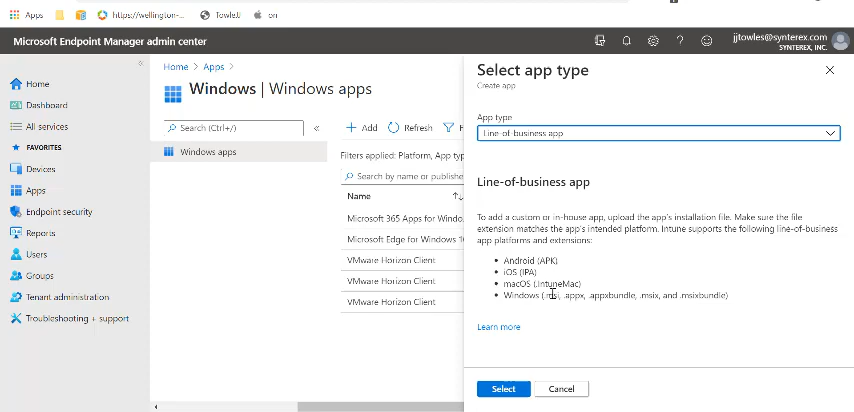 Apps
https://wellington-...
TowleJJ
on
Microsoft Endpoint Manager admin center
jjtowles@synterex.com
SYNTEREX, INC.
Home
Dashboard
All services
FAVORITES
Devices
Apps
Endpoint security
Reports
Users
Groups
Tenant administration
Troubleshooting + support
Home > Apps >
Windows | Windows apps
Search (Ctrl+/)
Windows apps
Add Refresh F
Filters applied: Platform, App typ
Search by name or publishe
Name
Microsoft 365 Apps for Windo...
Microsoft Edge for Windows 10
VMware Horizon Client
VMware Horizon Client
VMware Horizon Client
Select app type
Create app
App type
Line-of-business app
Line-of-business app
To add a custom or in-house app, upload the app's installation file. Make sure the file
extension matches the app's intended platform. Intune supports the following line-of-business
app platforms and extensions:
• Android (APK)
• iOS (IPA)
• macOS (.IntuneMac)
• Windows (.msi, .appx, .appxbundle, .msix, and .msixbundle)
Learn more
Select
Cancel